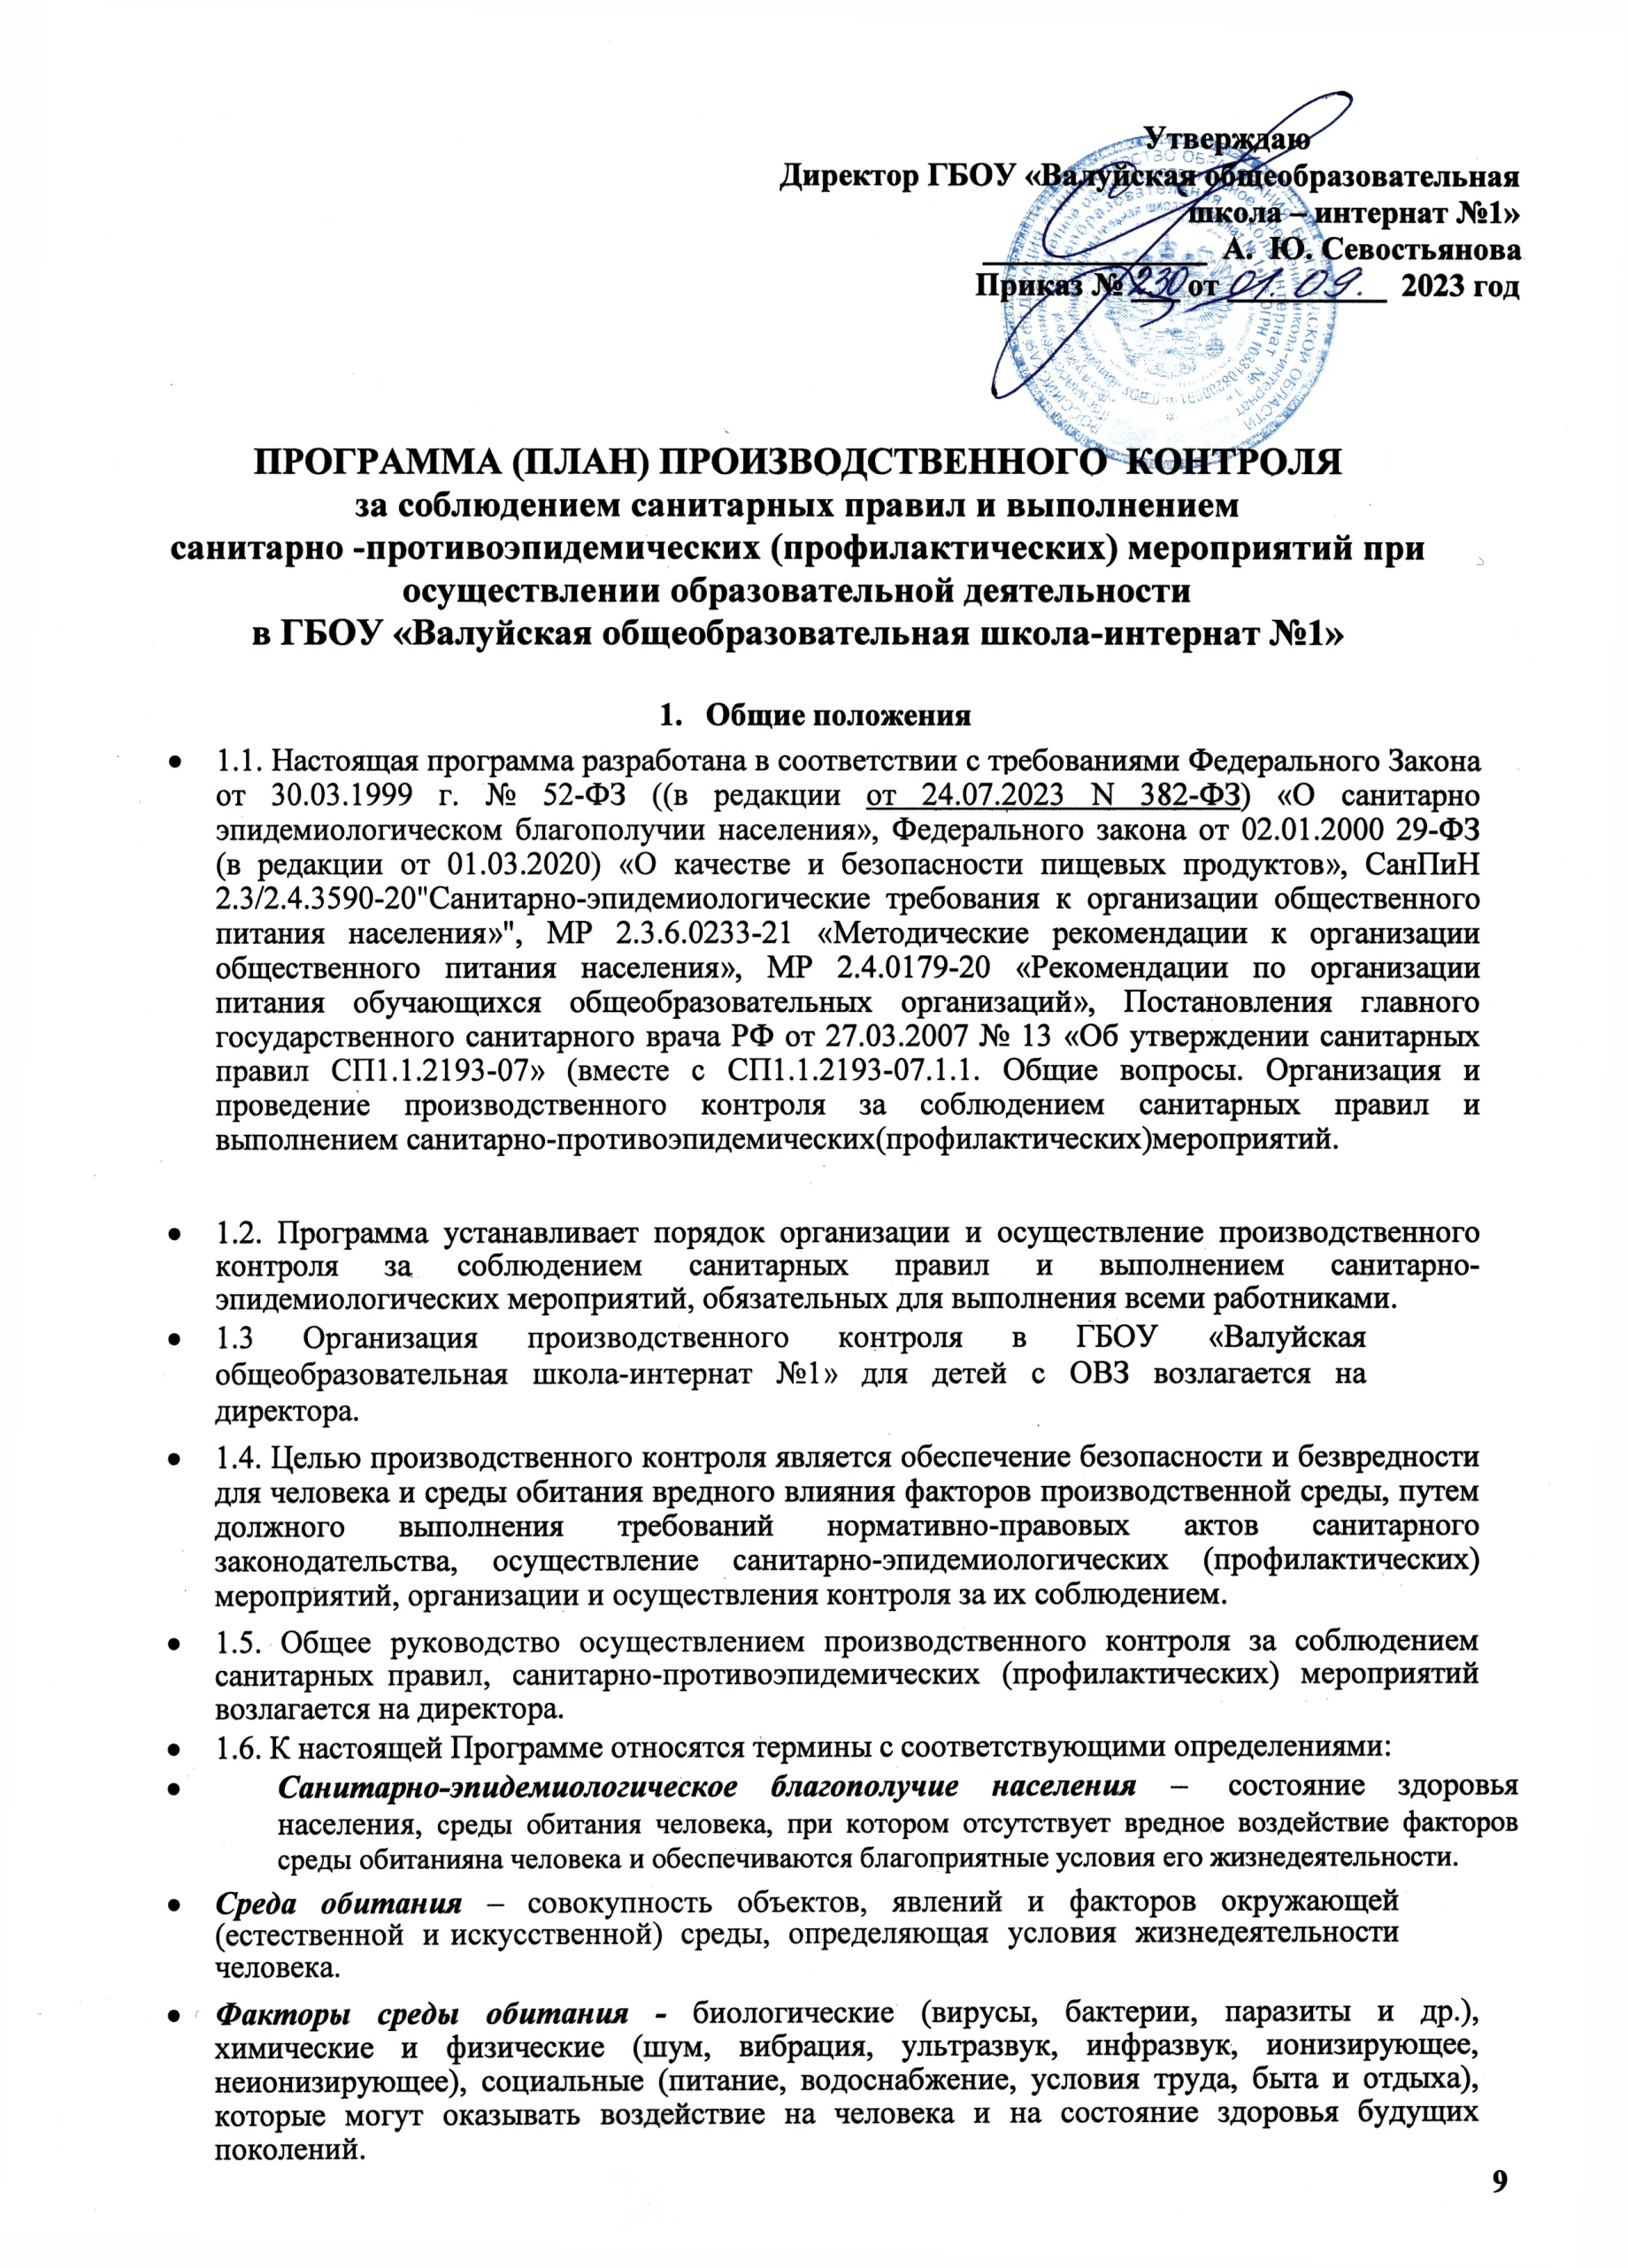 Утверждаю
Директор ГБОУ «Валуйская общеобразовательная
школа – интернат №1»
______________ А. Ю. Севостьянова
Приказ № 230 от 01.09. 2023 год
ПРОГРАММА (ПЛАН) ПРОИЗВОДСТВЕННОГО КОНТРОЛЯ
за соблюдением санитарных правил и выполнением
санитарно -противоэпидемических (профилактических) мероприятий при
осуществлении образовательной деятельности
в ГБОУ «Валуйская общеобразовательная школа-интернат №1»
1. Общие положения
• 1.1. Настоящая программа разработана в соответствии с требованиями Федерального Закона
от 30.03.1999 г. № 52-ФЗ ((в редакции от 24.07.2023 N 382-ФЗ) «О санитарно
эпидемиологическом благополучии населения», Федерального закона от 02.01.2000 29-ФЗ
(в редакции от 01.03.2020) «О качестве и безопасности пищевых продуктов», СанПиН
2.3/2.4.3590-20"Санитарно-эпидемиологические требования к организации общественного
питания населения»", МР 2.3.6.0233-21 «Методические рекомендации к организации
общественного питания населения», МР 2.4.0179-20 «Рекомендации по организации
питания обучающихся общеобразовательных организаций», Постановления главного
государственного санитарного врача РФ от 27.03.2007 № 13 «Об утверждении санитарных
правил СП1.1.2193-07» (вместе с СП1.1.2193-07.1.1. Общие вопросы. Организация и
проведение производственного контроля за соблюдением санитарных правил и
выполнением санитарно-противоэпидемических(профилактических)мероприятий.
• 1.2. Программа устанавливает порядок организации и осуществление производственного
контроля за соблюдением санитарных правил и выполнением санитарно-
эпидемиологических мероприятий, обязательных для выполнения всеми работниками.
• 1.3 Организация производственного контроля в ГБОУ «Валуйская
общеобразовательная школа-интернат №1» для детей с ОВЗ возлагается на
директора.
• 1.4. Целью производственного контроля является обеспечение безопасности и безвредности
для человека и среды обитания вредного влияния факторов производственной среды, путем
должного выполнения требований нормативно-правовых актов санитарного
законодательства, осуществление санитарно-эпидемиологических (профилактических)
мероприятий, организации и осуществления контроля за их соблюдением.
• 1.5. Общее руководство осуществлением производственного контроля за соблюдением
санитарных правил, санитарно-противоэпидемических (профилактических) мероприятий
возлагается на директора.
• 1.6. К настоящей Программе относятся термины с соответствующими определениями:
• Санитарно-эпидемиологическое благополучие населения – состояние здоровья
населения, среды обитания человека, при котором отсутствует вредное воздействие факторов
среды обитанияна человека и обеспечиваются благоприятные условия его жизнедеятельности.
• Среда обитания – совокупность объектов, явлений и факторов окружающей
(естественной и искусственной) среды, определяющая условия жизнедеятельности
человека.
• Факторы среды обитания - биологические (вирусы, бактерии, паразиты и др.),
химические и физические (шум, вибрация, ультразвук, инфразвук, ионизирующее,
неионизирующее), социальные (питание, водоснабжение, условия труда, быта и отдыха),
которые могут оказывать воздействие на человека и на состояние здоровья будущих
поколений.
9